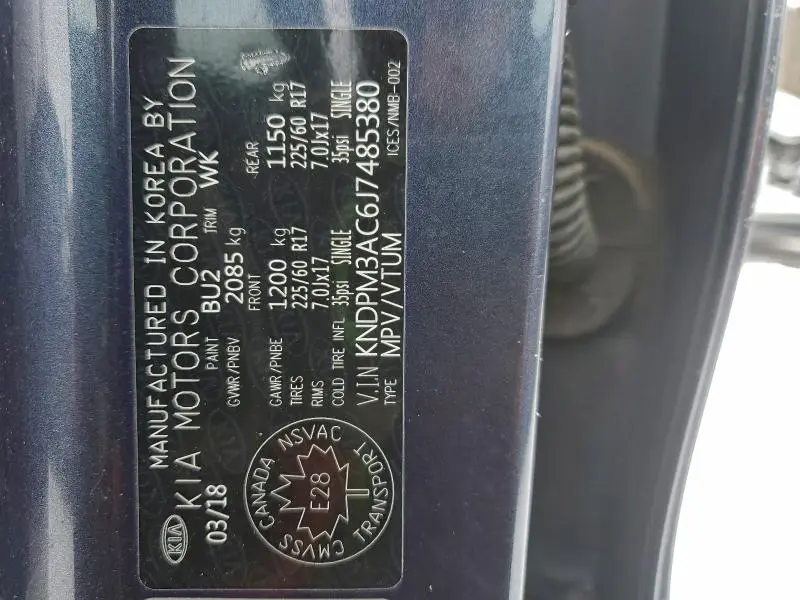 KIA
MANUFACTURED IN KOREA BY
KIA MOTORS CORPORATION
03/18 PAINT BU2 TRIM WK
GVWR/PNBV 2085 kg
FRONT REAR
GAWR/PNBE 1200 kg 1150 kg
TIRES 225/60 R17 225/60 R17
RIMS 7.0Jx17 7.0Jx17
COLD TIRE INFL 35psi SINGLE 35psi SINGLE
V.I.N KNDPM3AC6J7485380
TYPE MPV/VTUM ICES/NMB-002
CANADA NSVAC
E28
CMVSS TRANSPORT